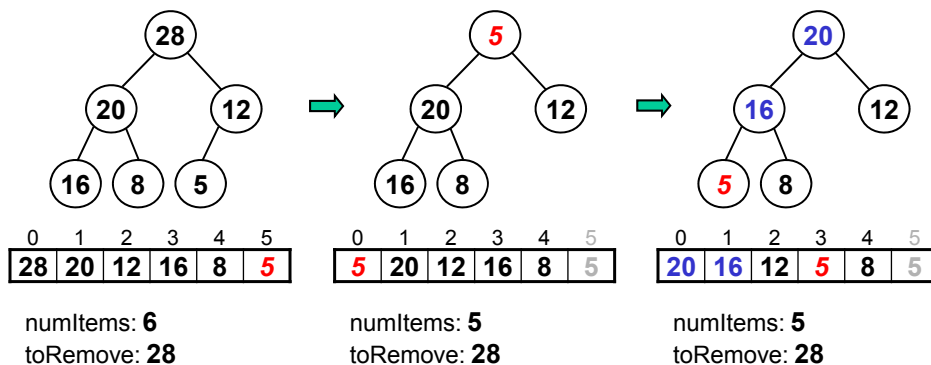 28 5 20
20 12 20 12 16 12
16 8 5 16 8 5 8
0 1 2 3 4 5 0 1 2 3 4 5 0 1 2 3 4 5
28 20 12 16 8 5 5 20 12 16 8 5 20 16 12 5 8 5
numItems: 6 numItems: 5 numItems: 5
toRemove: 28 toRemove: 28 toRemove: 28